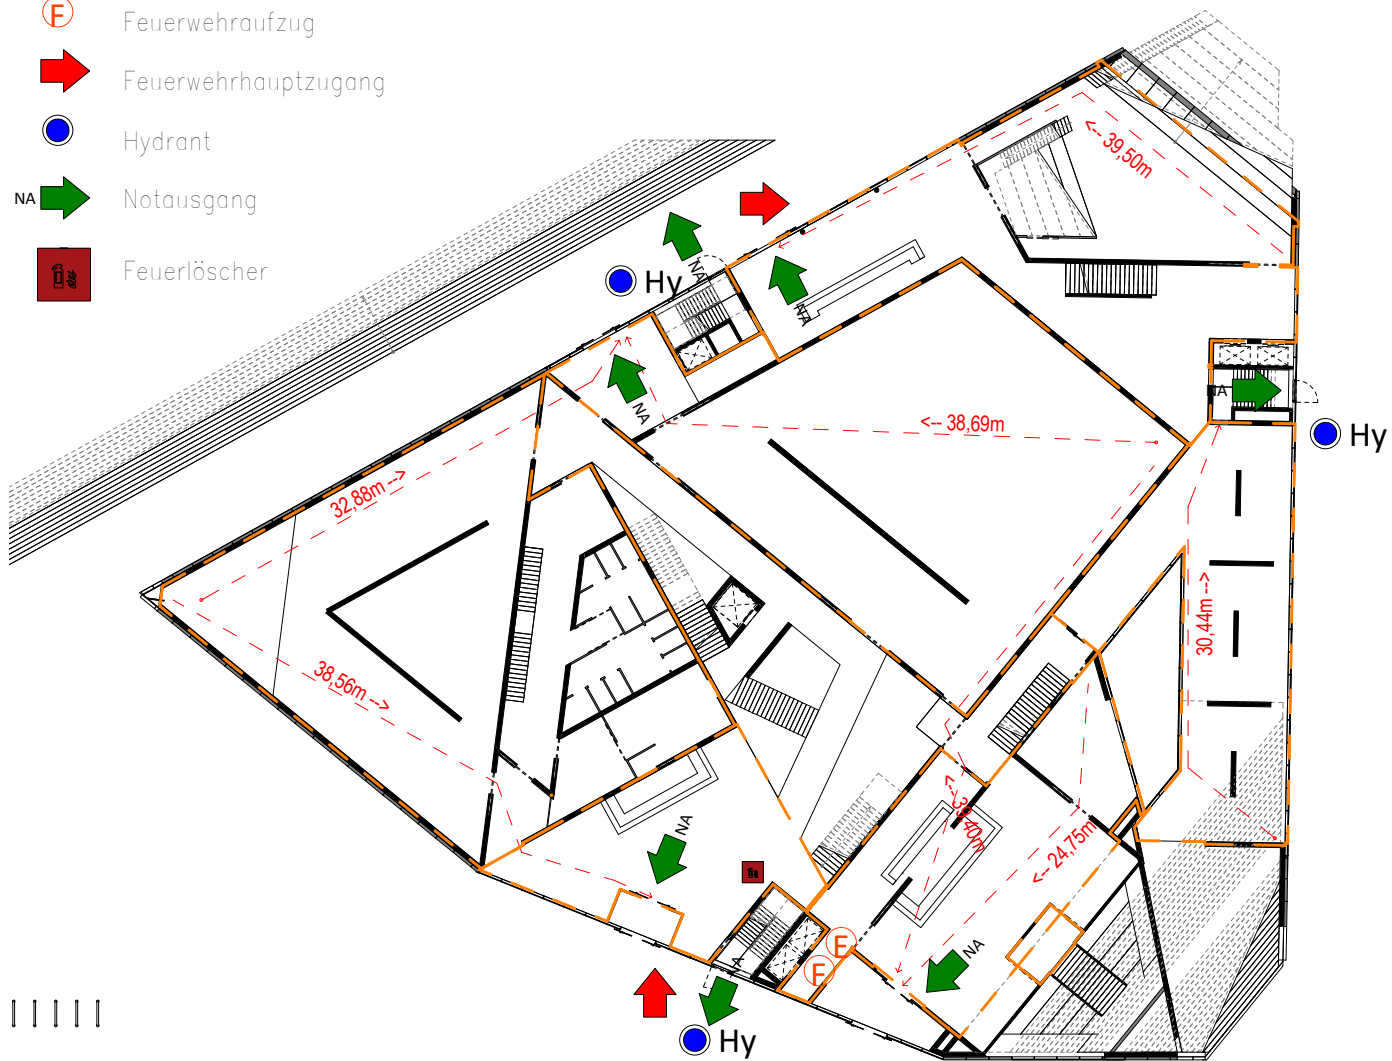 F Feuerwehraufzug
Feuerwehrhauptzugang
Hydrant
NA Notausgang
Feuerlöscher
<-- 39,50m
NA
Hy
NA
NA
NA
Hy
<-- 38,69m
32,88m -->
30,44m -->
38,56m -->
<-- 39,40m
<-- 24,75m
NA
F
F
NA
NA
Hy